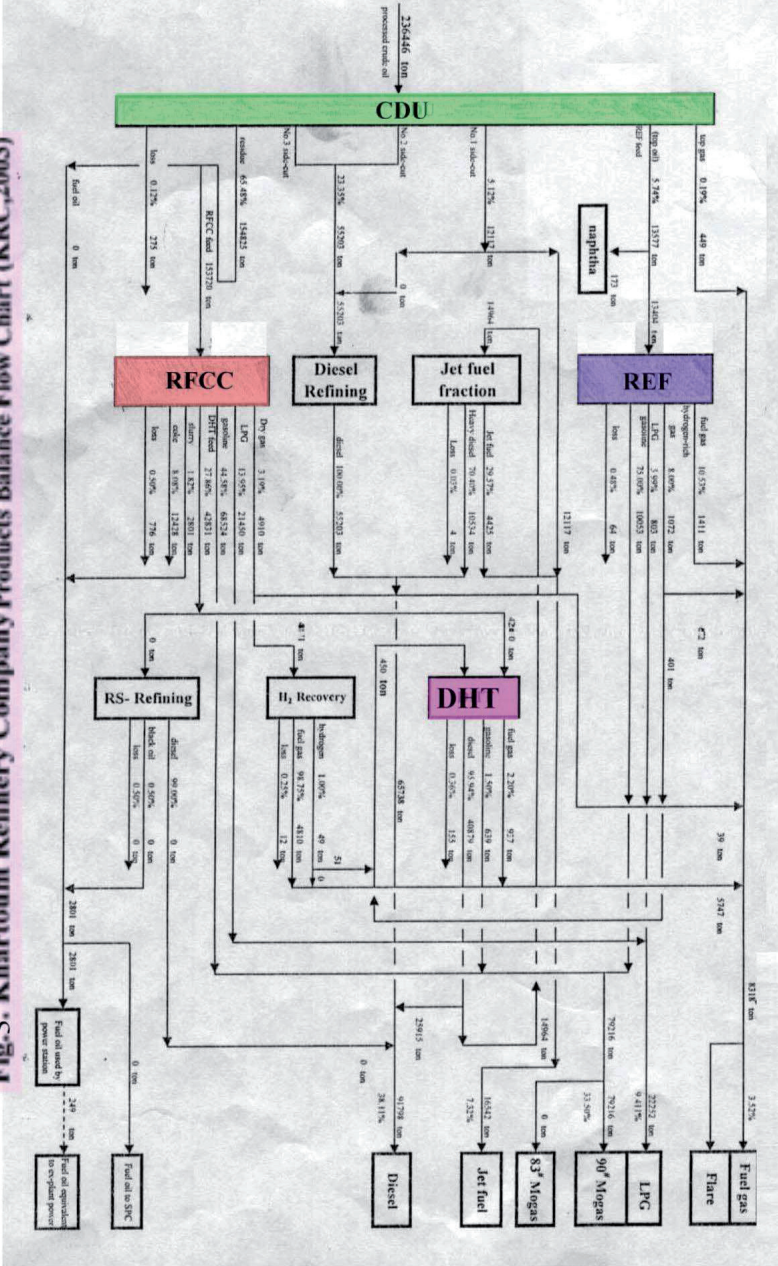 236446 ton
processed crude oil
CDU
top gas 0.19% 449 ton
(top oil) 5.74% 13577 ton
REF feed
naphtha
173 ton
13404 ton
No.1 side-cut 5.12% 12117 ton
No.2 side-cut
No 3 side-cut
23.35% 55203 ton
0 ton
55203 ton
14964 ton
residue 65.48% 154825 ton
RFCC feed 153720 ton
loss 0.12% 275 ton
fuel oil 0 ton
REF
fuel gas 10.53% 1411 ton
hydrogen-rich
gas 8.00% 1072 ton
LPG 5.99% 803 ton
gasoline 75.00% 10053 ton
loss 0.48% 64 ton
Jet fuel
fraction
Jet fuel 29.57% 4425 ton
Heavy diesel 70.40% 10534 ton
Loss 0.03% 4 ton
12117 ton
Diesel
Refining
diesel 100.00% 55203 ton
RFCC
Dry gas 3.19% 4910 ton
LPG 13.95% 21450 ton
gasoline 44.58% 68524 ton
DHT feed 27.86% 42831 ton
slurry 1.82% 2801 ton
coke 8.08% 12428 ton
loss 0.50% 776 ton
ton
401 ton
ton
450 ton
ton
0 ton
DHT
fuel gas 2.20% ton
gasoline 1.50% 639 ton
diesel 95.94% 40879 ton
loss 0.36% 155 ton
65738 ton
H2 Recovery
hydrogen 1.00% 49 ton
fuel gas 98.75% 4810 ton
loss 0.25% 12 ton
51
0
RS- Refining
diesel 99.00% 0 ton
black oil 0.50% 0 ton
loss 0.50% 0 ton
39 ton
5747 ton
8318 ton
3.52%
Fuel gas
Flare
22252 ton
9.411%
LPG
79216 ton
79216 ton
33.50%
90# Mogas
14964 ton
0 ton
83# Mogas
16542 ton
7.32%
Jet fuel
25915 ton
91798 ton
38.11%
Diesel
0 ton
2801 ton
2801 ton
0 ton
Fuel oil to SPC
Fuel oil used by
power station
249 ton
Fuel oil equivalent
to ex-plant power
Fig.3. Khartoum Refinery Company Products Balance Flow Chart (KRC,2005)